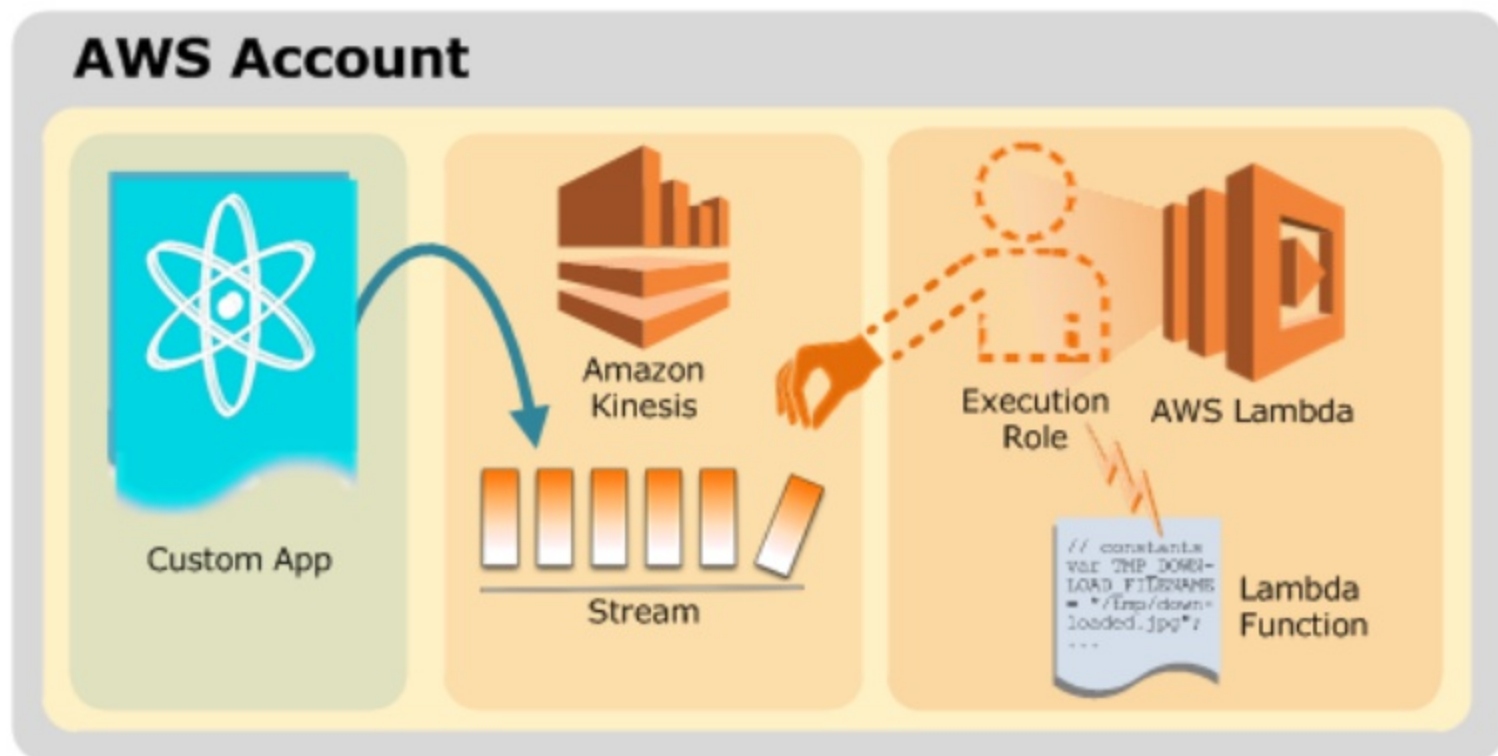 AWS Account
Custom App
Amazon
Kinesis
Stream
Execution
Role
AWS Lambda
// constants
var TMP_DOWN-
LOAD_FILENAME
= "/tmp/down-
loaded.jpg";
...
Lambda
Function